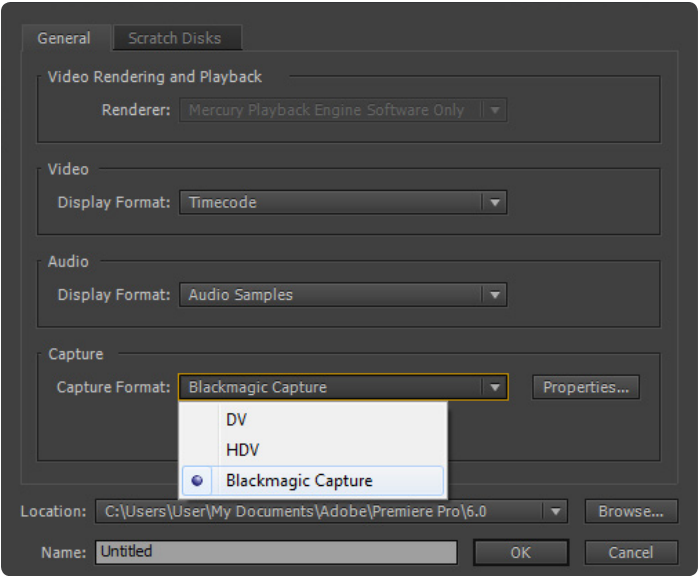 General Scratch Disks
Video Rendering and Playback
Renderer: Mercury Playback Engine Software Only
Video
Display Format: Timecode
Audio
Display Format: Audio Samples
Capture
Capture Format: Blackmagic Capture Properties...
DV
HDV
Blackmagic Capture
Location: C:\Users\User\My Documents\Adobe\Premiere Pro\6.0 Browse...
Name: Untitled OK Cancel